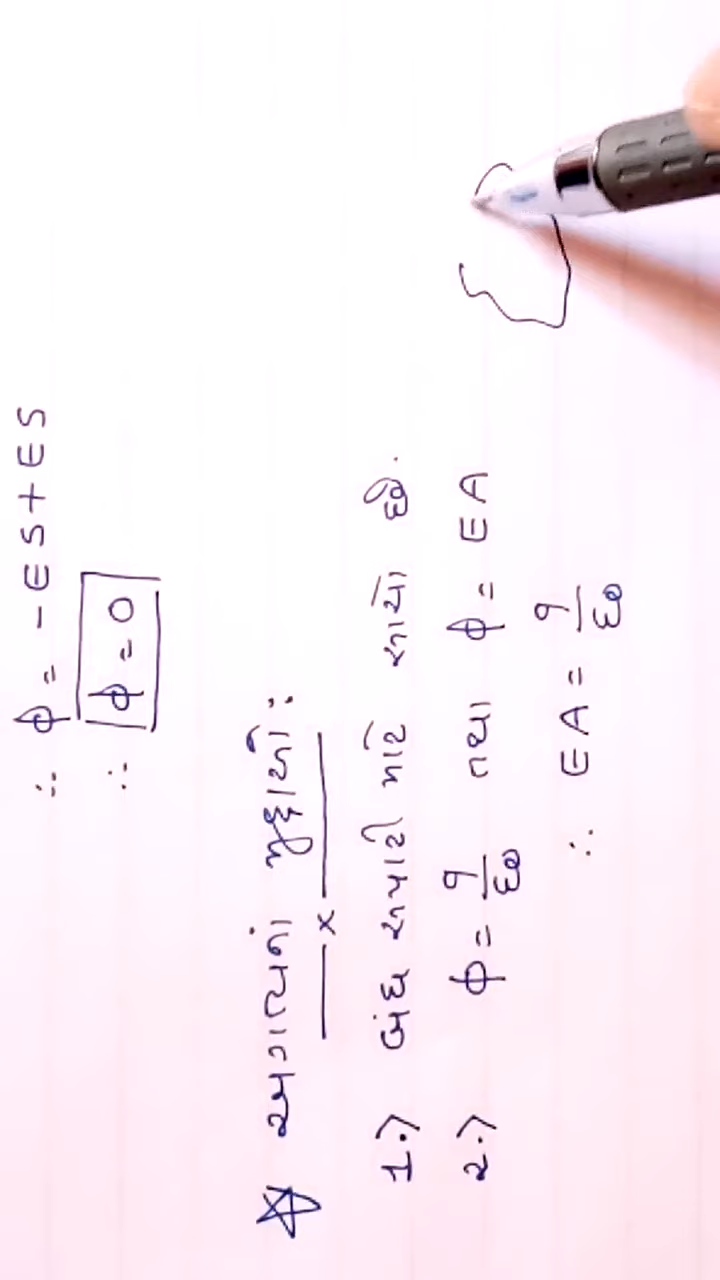 ∴ ϕ = -ES+ES
∴ ϕ = 0
☆ અગત્યના મુદ્દાઓ :
1.> બંધ સપાટી માટે સાચો છે.
2.> ϕ = q/ε₀ તથા ϕ = EA
∴ EA = q/ε₀